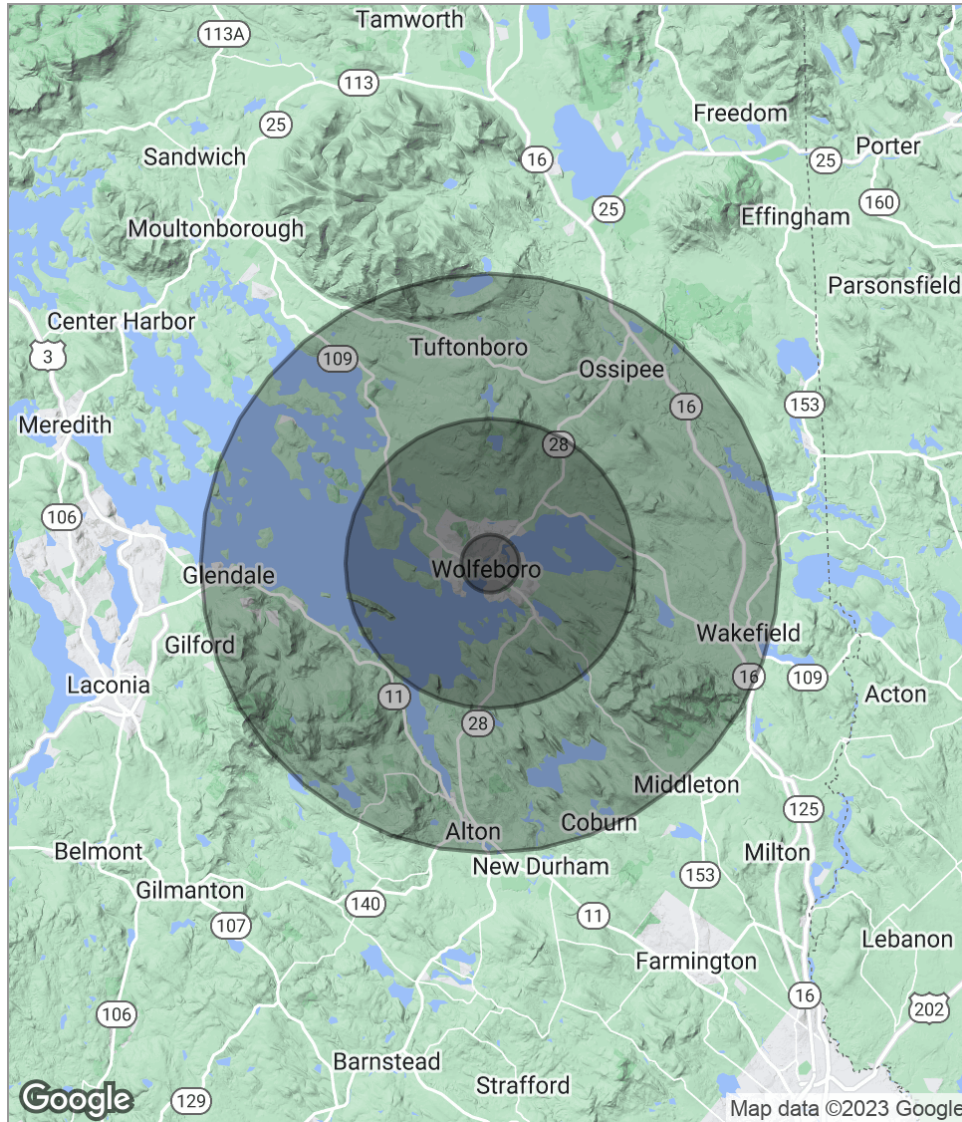 Tamworth
113A
113
Freedom
25
Porter
Sandwich
16
25
160
25
Effingham
Moultonborough
Parsonsfield
Center Harbor
Tuftonboro
3
109
Ossipee
153
16
Meredith
28
106
Wolfeboro
Glendale
Wakefield
Gilford
16
109
Laconia
11
Acton
28
Middleton
125
Coburn
Alton
Belmont
Milton
New Durham
153
Gilmanton
140
11
107
Lebanon
Farmington
16
202
106
Barnstead
Strafford
129
Google
Map data ©2023 Google